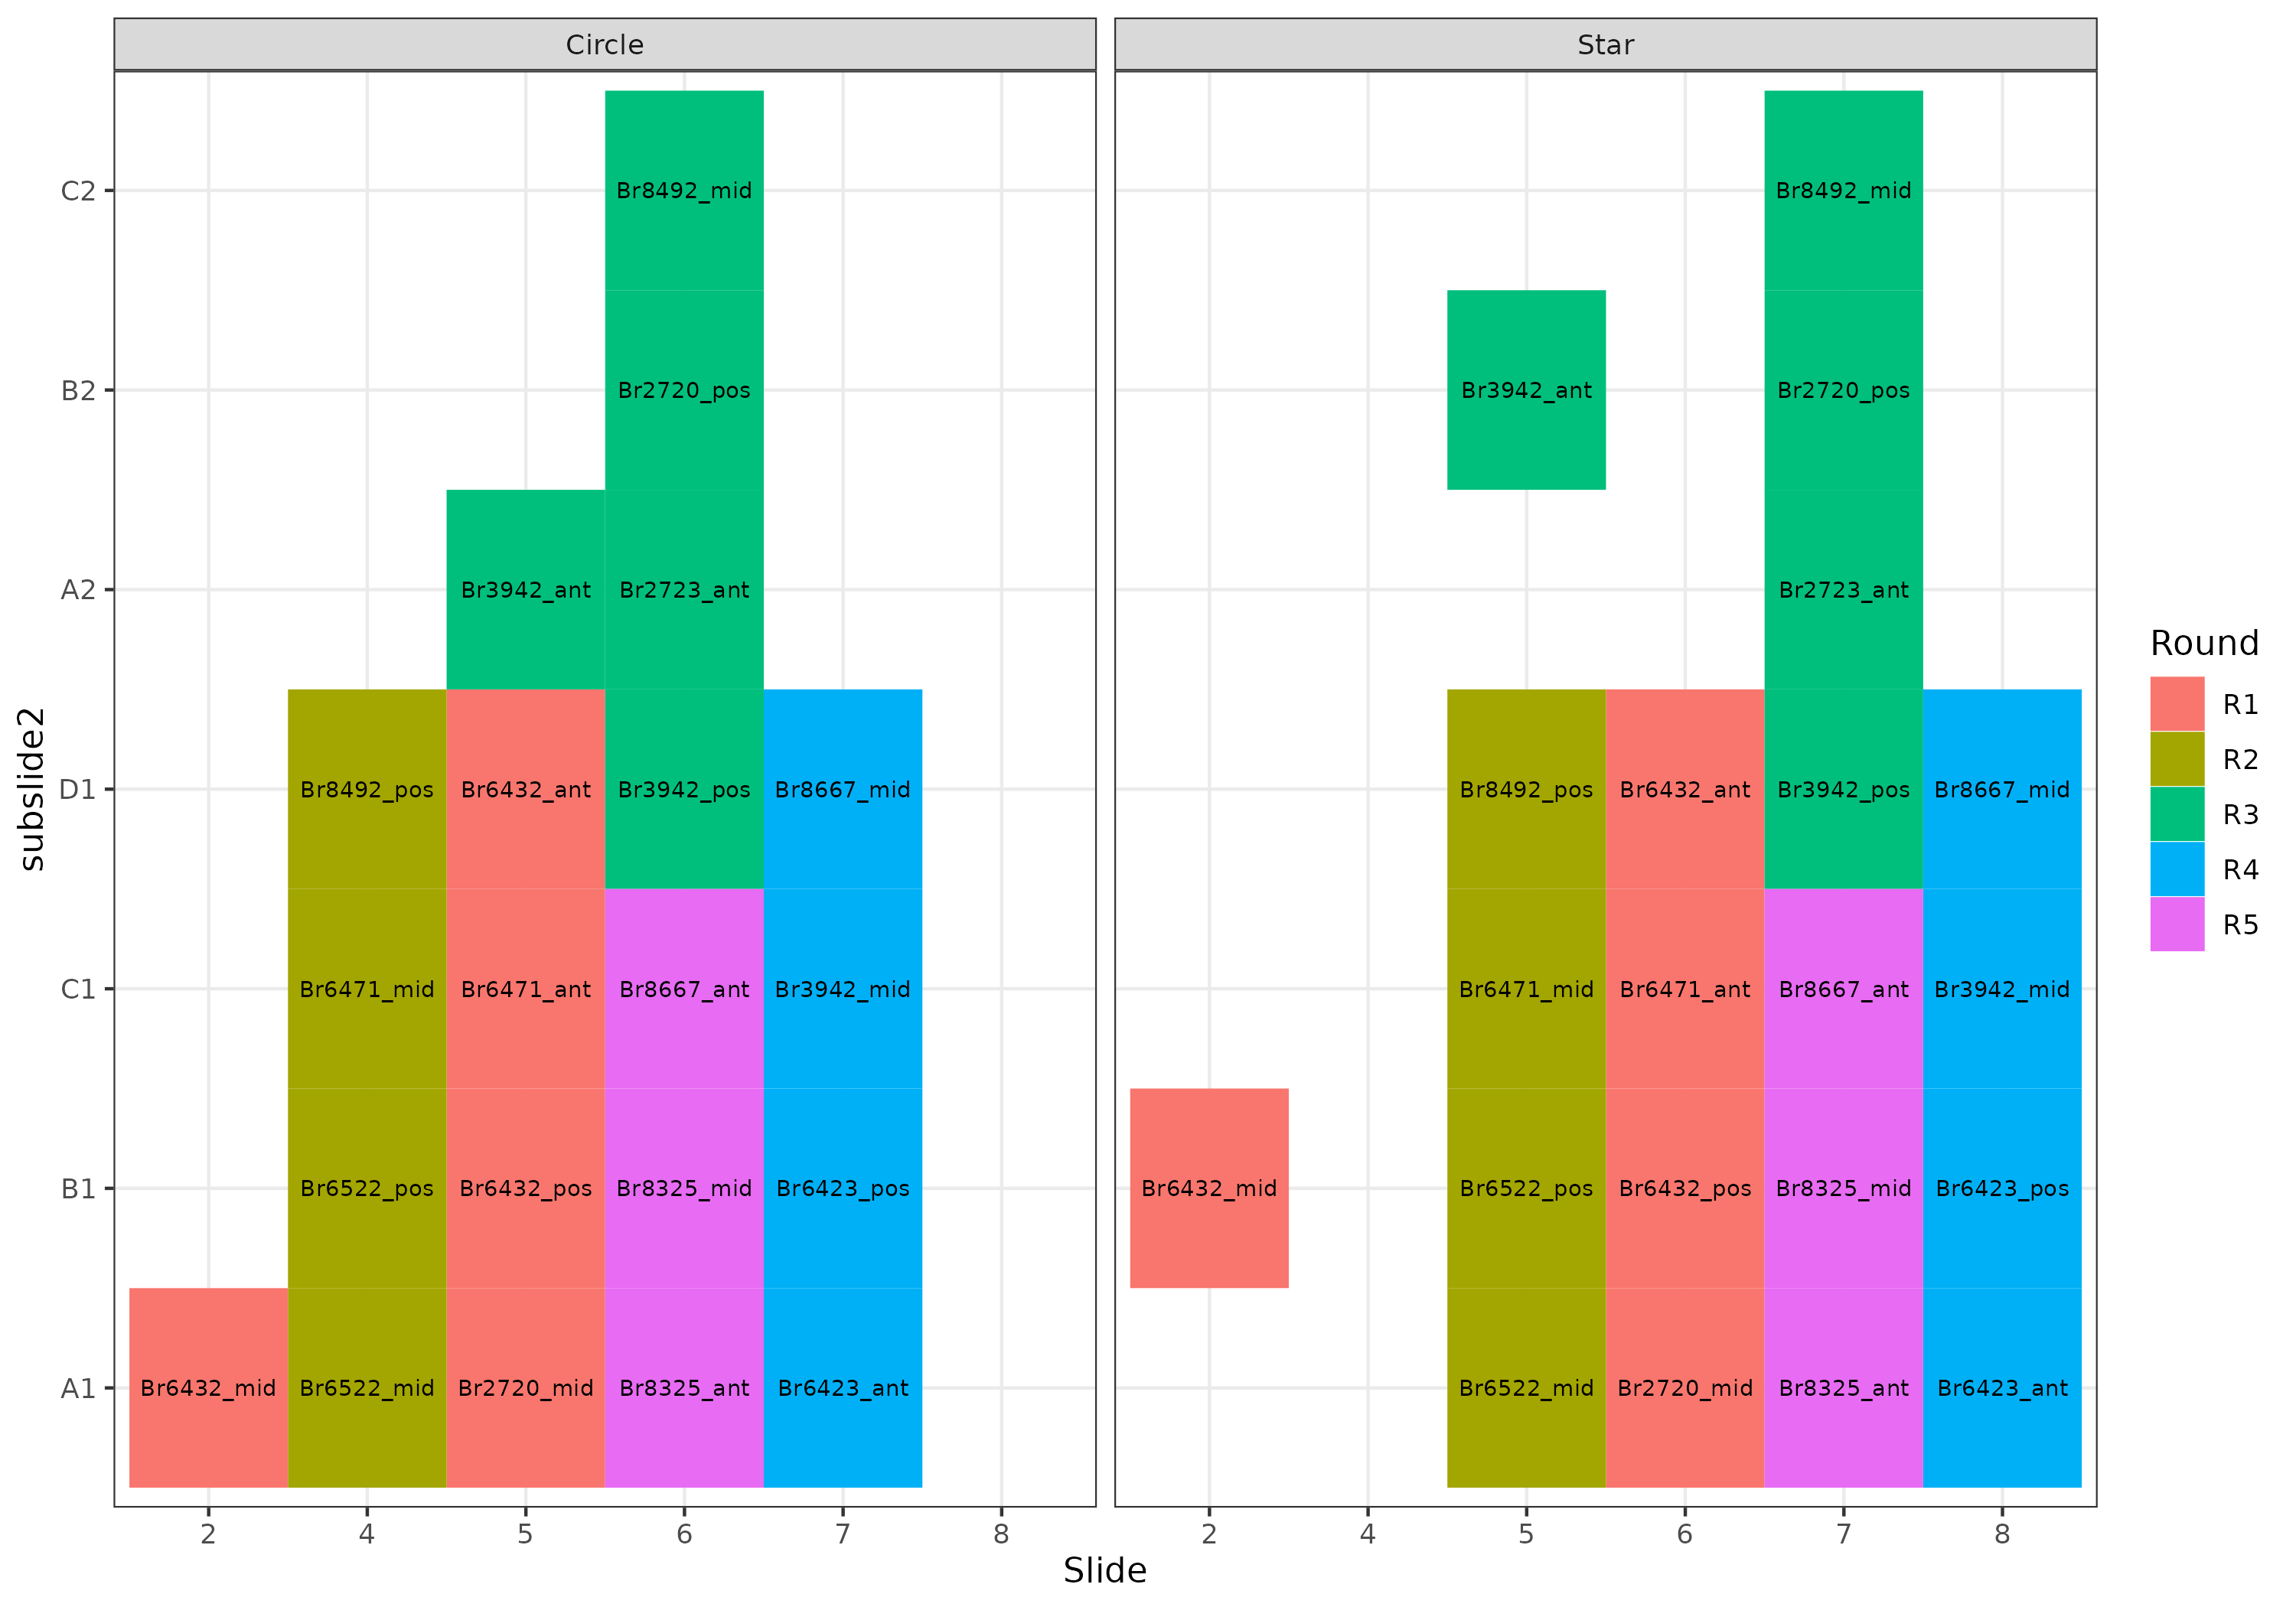 Circle Star
C2 Br8492_mid Br8492_mid
B2 Br2720_pos Br3942_ant Br2720_pos
A2 Br3942_ant Br2723_ant Br2723_ant
D1 Br8492_pos Br6432_ant Br3942_pos Br8667_mid Br8492_pos Br6432_ant Br3942_pos Br8667_mid
C1 Br6471_mid Br6471_ant Br8667_ant Br3942_mid Br6471_mid Br6471_ant Br8667_ant Br3942_mid
B1 Br6522_pos Br6432_pos Br8325_mid Br6423_pos Br6432_mid Br6522_pos Br6432_pos Br8325_mid Br6423_pos
A1 Br6432_mid Br6522_mid Br2720_mid Br8325_ant Br6423_ant Br6522_mid Br2720_mid Br8325_ant Br6423_ant
2 4 5 6 7 8 2 4 5 6 7 8
Slide
subslide2
Round
R1
R2
R3
R4
R5